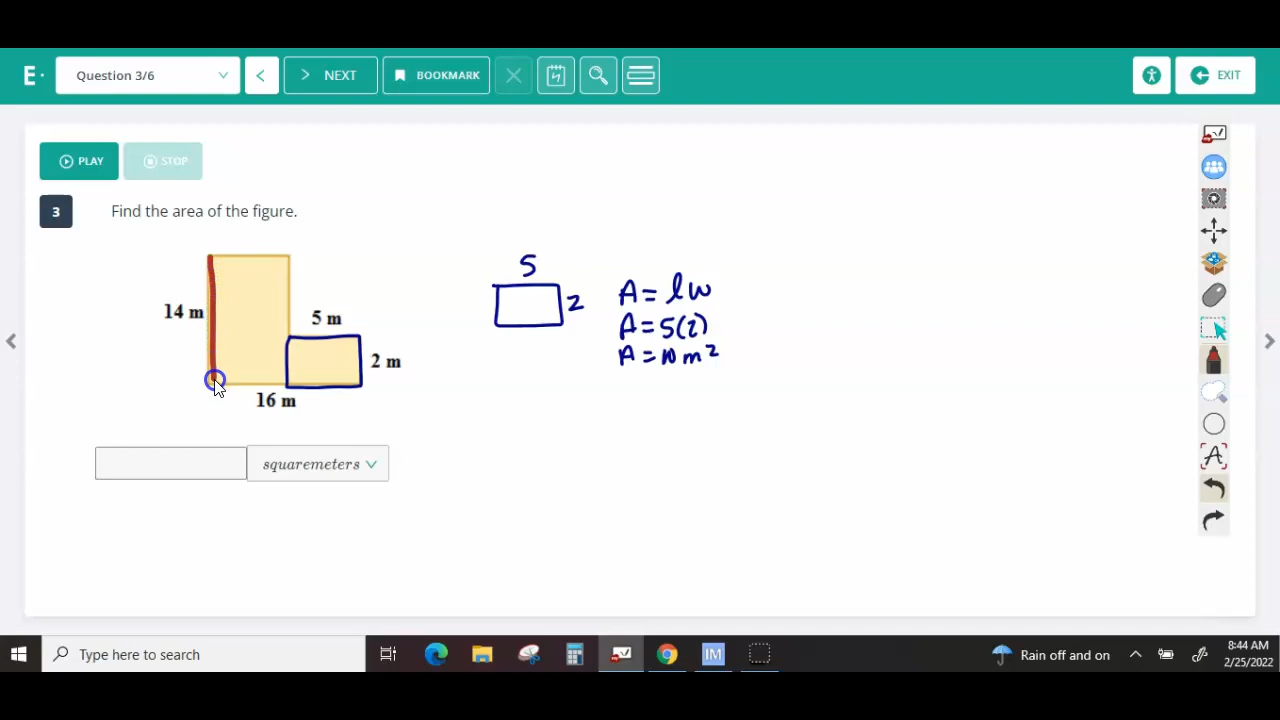 E·
Question 3/6
NEXT
BOOKMARK
EXIT
PLAY
STOP
3
Find the area of the figure.
14 m
5 m
2 m
16 m
5
2
A = lw
A = 5(2)
A = 10 m²
squaremeters
A
Type here to search
IM
Rain off and on
8:44 AM
2/25/2022